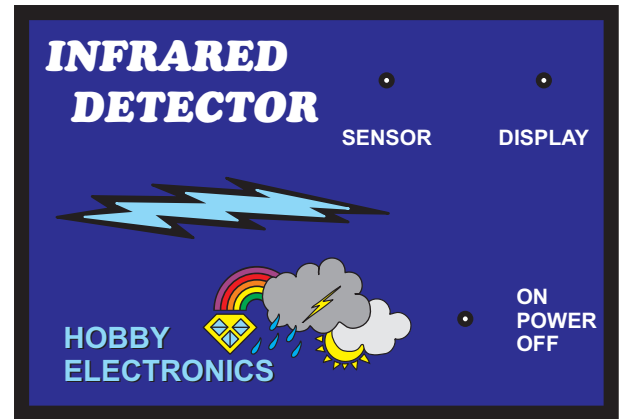 INFRARED
DETECTOR
SENSOR
DISPLAY
ON
POWER
OFF
HOBBY
ELECTRONICS